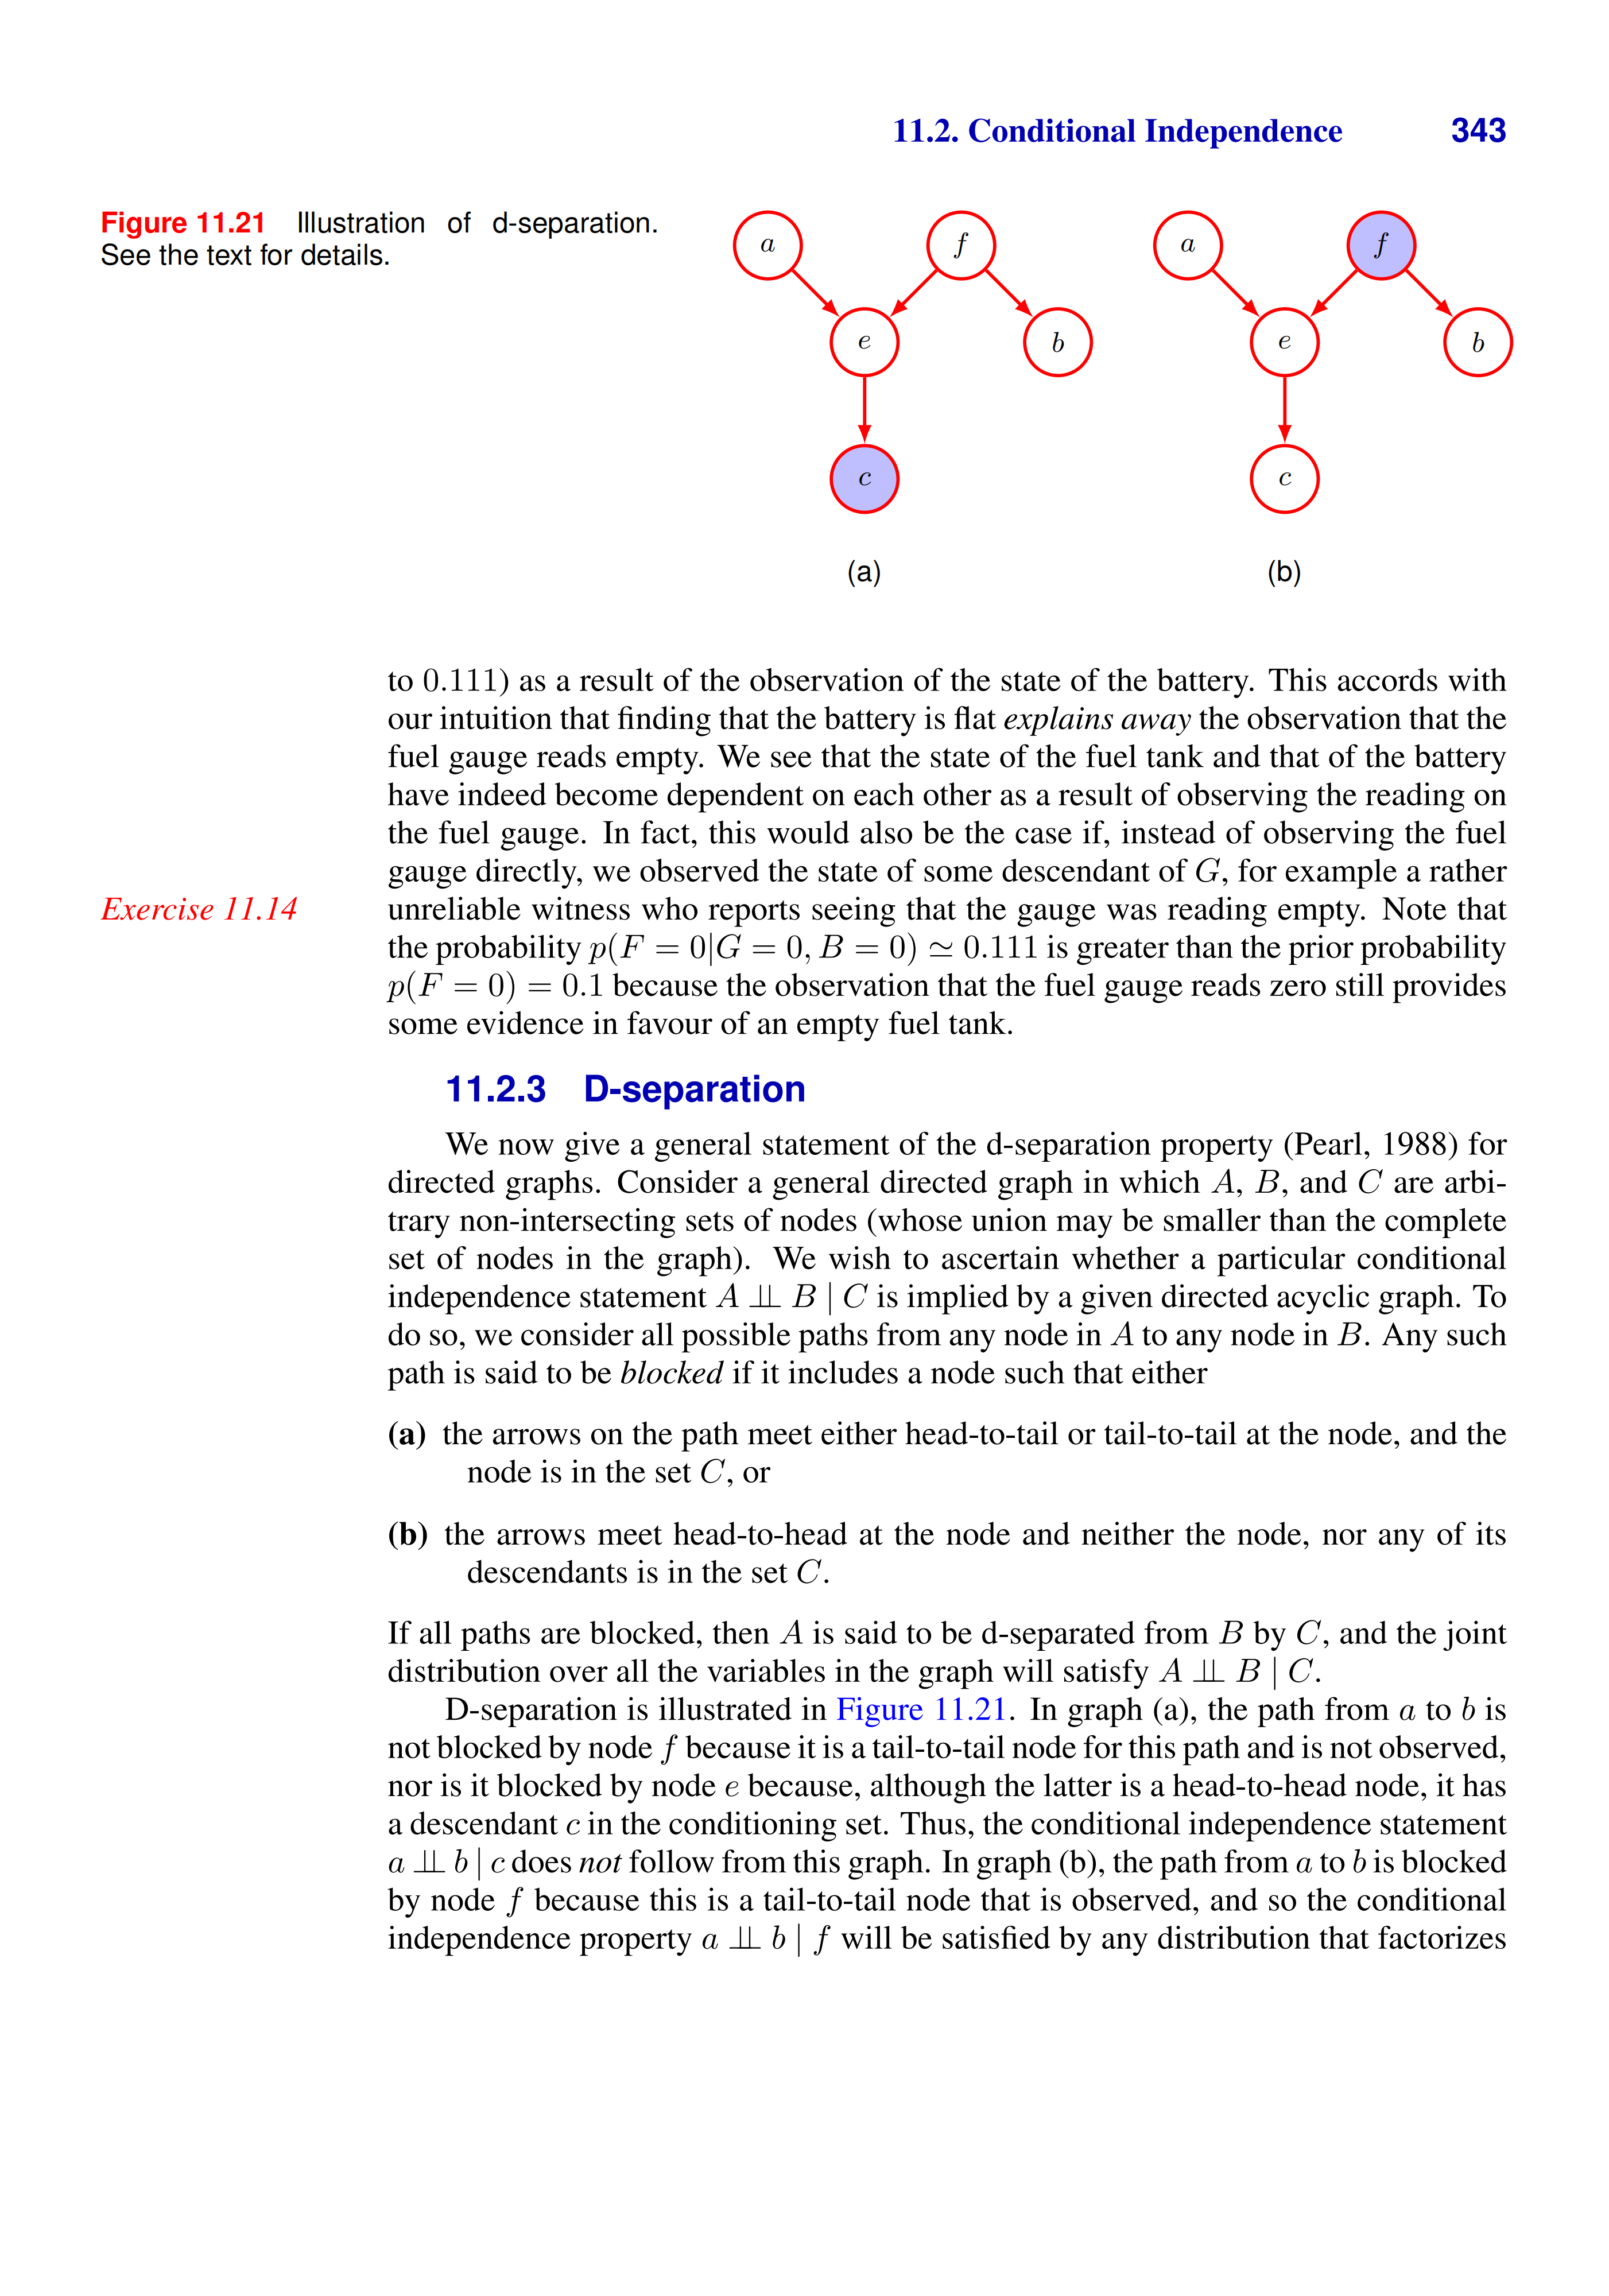 11.2. Conditional Independence 343
Figure 11.21 Illustration of d-separation.
See the text for details.
a f a f
e b e b
c c
(a) (b)
to 0.111) as a result of the observation of the state of the battery. This accords with
our intuition that finding that the battery is flat explains away the observation that the
fuel gauge reads empty. We see that the state of the fuel tank and that of the battery
have indeed become dependent on each other as a result of observing the reading on
the fuel gauge. In fact, this would also be the case if, instead of observing the fuel
gauge directly, we observed the state of some descendant of G, for example a rather
Exercise 11.14 unreliable witness who reports seeing that the gauge was reading empty. Note that
the probability p(F = 0|G = 0, B = 0) ≃ 0.111 is greater than the prior probability
p(F = 0) = 0.1 because the observation that the fuel gauge reads zero still provides
some evidence in favour of an empty fuel tank.
11.2.3 D-separation
We now give a general statement of the d-separation property (Pearl, 1988) for
directed graphs. Consider a general directed graph in which A, B, and C are arbi-
trary non-intersecting sets of nodes (whose union may be smaller than the complete
set of nodes in the graph). We wish to ascertain whether a particular conditional
independence statement A ⫫ B | C is implied by a given directed acyclic graph. To
do so, we consider all possible paths from any node in A to any node in B. Any such
path is said to be blocked if it includes a node such that either
(a) the arrows on the path meet either head-to-tail or tail-to-tail at the node, and the
node is in the set C, or
(b) the arrows meet head-to-head at the node and neither the node, nor any of its
descendants is in the set C.
If all paths are blocked, then A is said to be d-separated from B by C, and the joint
distribution over all the variables in the graph will satisfy A ⫫ B | C.
D-separation is illustrated in Figure 11.21. In graph (a), the path from a to b is
not blocked by node f because it is a tail-to-tail node for this path and is not observed,
nor is it blocked by node e because, although the latter is a head-to-head node, it has
a descendant c in the conditioning set. Thus, the conditional independence statement
a ⫫ b | c does not follow from this graph. In graph (b), the path from a to b is blocked
by node f because this is a tail-to-tail node that is observed, and so the conditional
independence property a ⫫ b | f will be satisfied by any distribution that factorizes